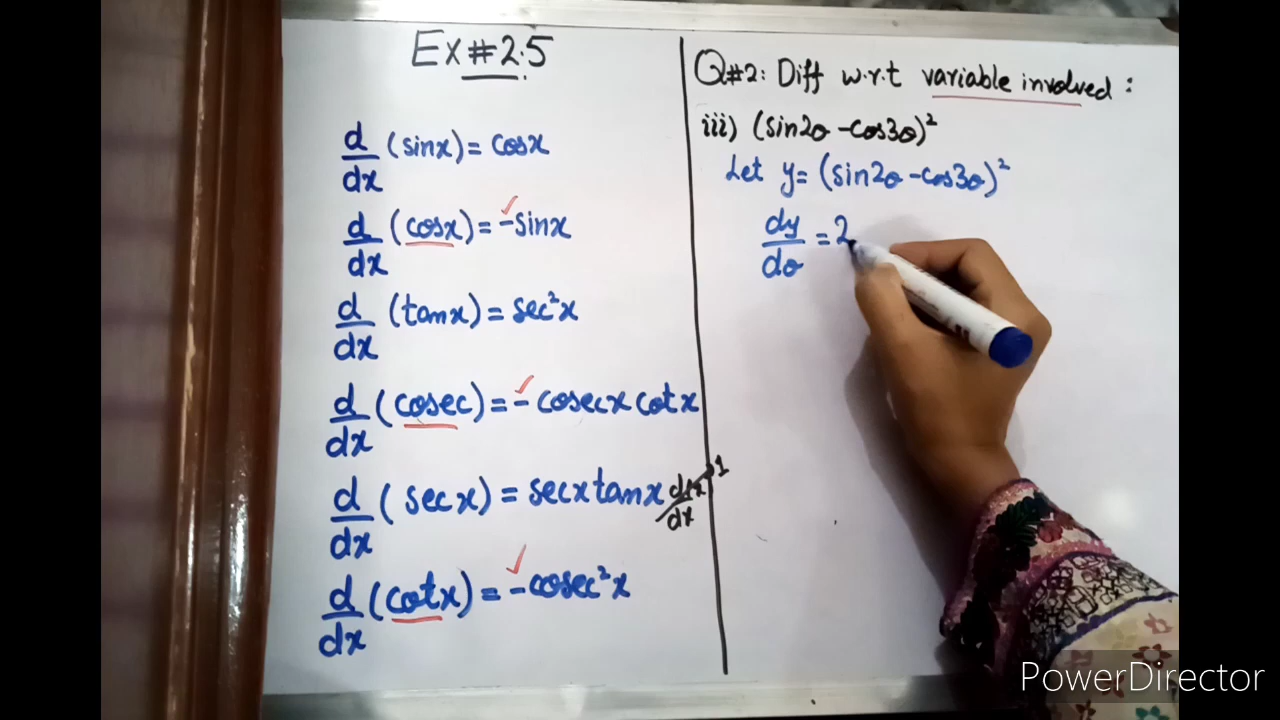 Ex#2.5
d/dx (sinx) = cosx
d/dx (cosx) = -sinx
d/dx (tanx) = sec²x
d/dx (cosec) = - cosecx cotx
d/dx (secx) = secxtanx dx/dx 1
d/dx (cotx) = -cosec²x
Q#2: Diff w.r.t variable involved :
iii) (sin2θ - cos3θ)²
Let y = (sin2θ - cos3θ)²
dy/dθ = 2
PowerDirector